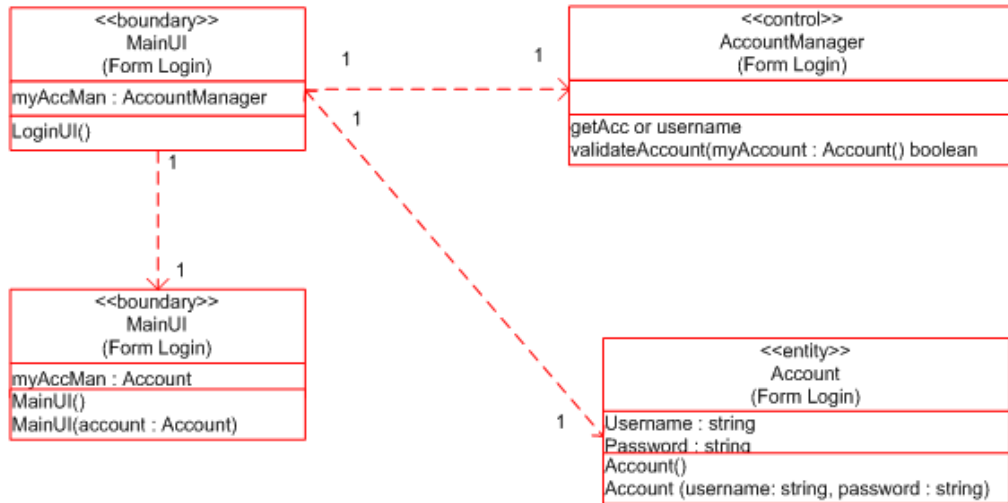 <<boundary>>
MainUI
(Form Login)
myAccMan : AccountManager
LoginUI()
1
1
1
<<control>>
AccountManager
(Form Login)
getAcc or username
validateAccount(myAccount : Account() boolean
1
1
<<boundary>>
MainUI
(Form Login)
myAccMan : Account
MainUI()
MainUI(account : Account)
1
<<entity>>
Account
(Form Login)
Username : string
Password : string
Account()
Account (username: string, password : string)